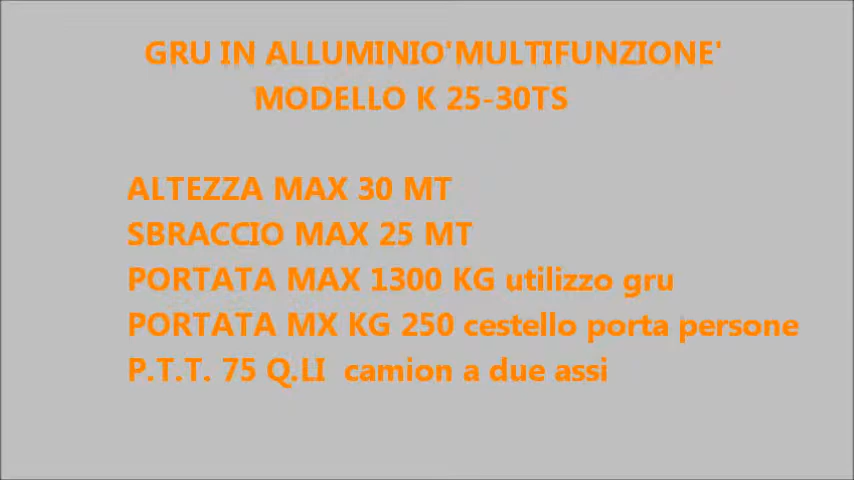 GRU IN ALLUMINIO'MULTIFUNZIONE'
MODELLO K 25-30TS
ALTEZZA MAX 30 MT
SBRACCIO MAX 25 MT
PORTATA MAX 1300 KG utilizzo gru
PORTATA MX KG 250 cestello porta persone
P.T.T. 75 Q.LI camion a due assi